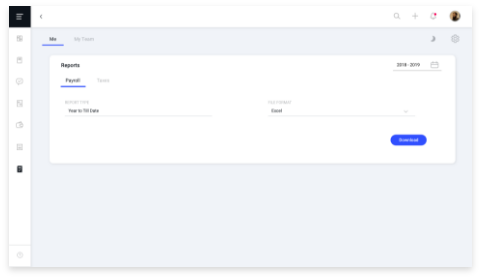 Me My Team
Reports 2018-2019
Payroll Taxes
REPORT TYPE FILE FORMAT
Year to Till Date Excel
Download